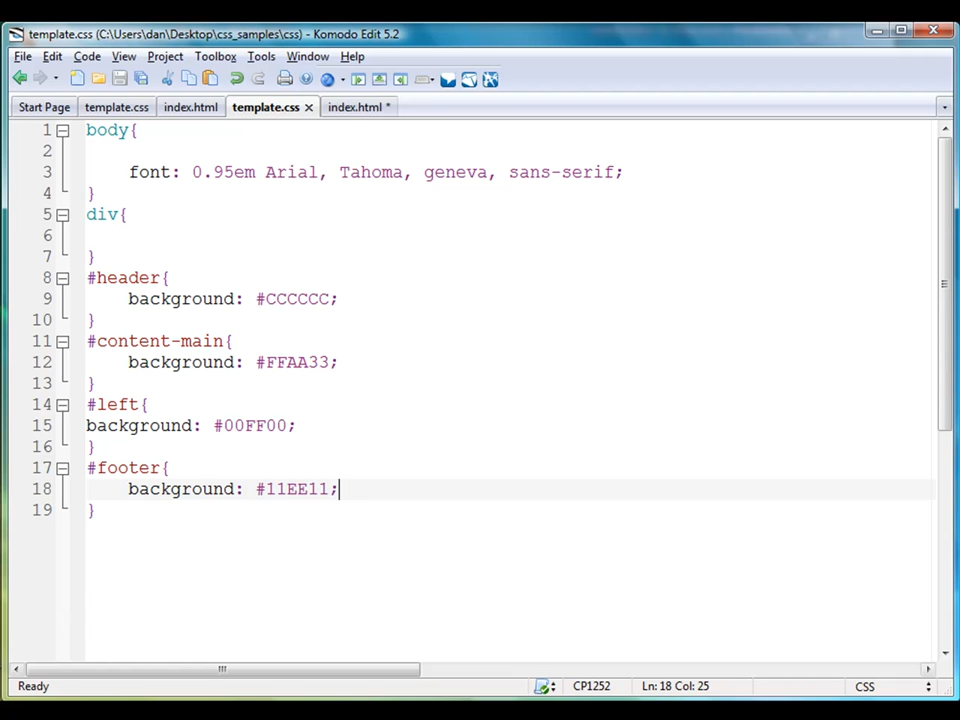 template.css (C:\Users\dan\Desktop\css_samples\css) - Komodo Edit 5.2
File Edit Code View Project Toolbox Tools Window Help
Start Page template.css index.html template.css index.html *
1 body{
2
3 font: 0.95em Arial, Tahoma, geneva, sans-serif;
4 }
5 div{
6
7 }
8 #header{
9 background: #CCCCCC;
10 }
11 #content-main{
12 background: #FFAA33;
13 }
14 #left{
15 background: #00FF00;
16 }
17 #footer{
18 background: #11EE11;
19 }
Ready CP1252 Ln: 18 Col: 25 CSS